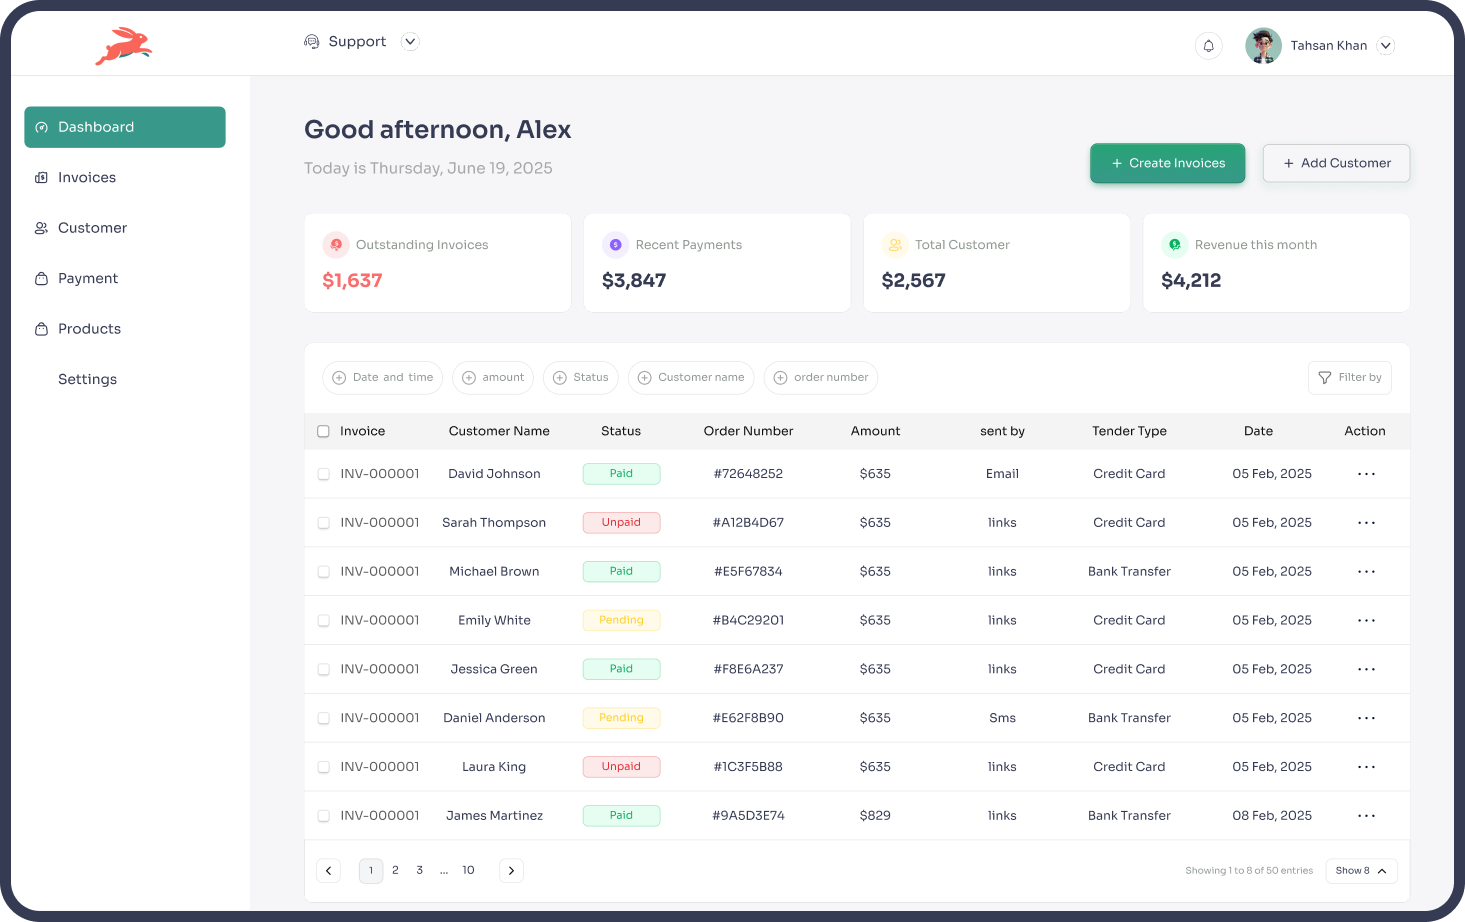 Support
Tahsan Khan
Dashboard
Invoices
Customer
Payment
Products
Settings
Good afternoon, Alex
Today is Thursday, June 19, 2025
+ Create Invoices
+ Add Customer
Outstanding Invoices
$1,637
Recent Payments
$3,847
Total Customer
$2,567
Revenue this month
$4,212
Date and time amount Status Customer name order number Filter by
Invoice Customer Name Status Order Number Amount sent by Tender Type Date Action
INV-000001 David Johnson Paid #72648252 $635 Email Credit Card 05 Feb, 2025 ...
INV-000001 Sarah Thompson Unpaid #A12B4D67 $635 links Credit Card 05 Feb, 2025 ...
INV-000001 Michael Brown Paid #E5F67834 $635 links Bank Transfer 05 Feb, 2025 ...
INV-000001 Emily White Pending #B4C29201 $635 links Credit Card 05 Feb, 2025 ...
INV-000001 Jessica Green Paid #F8E6A237 $635 links Credit Card 05 Feb, 2025 ...
INV-000001 Daniel Anderson Pending #E62F8B90 $635 Sms Bank Transfer 05 Feb, 2025 ...
INV-000001 Laura King Unpaid #1C3F5B88 $635 links Credit Card 05 Feb, 2025 ...
INV-000001 James Martinez Paid #9A5D3E74 $829 links Bank Transfer 08 Feb, 2025 ...
1 2 3 ... 10
Showing 1 to 8 of 50 entries
Show 8